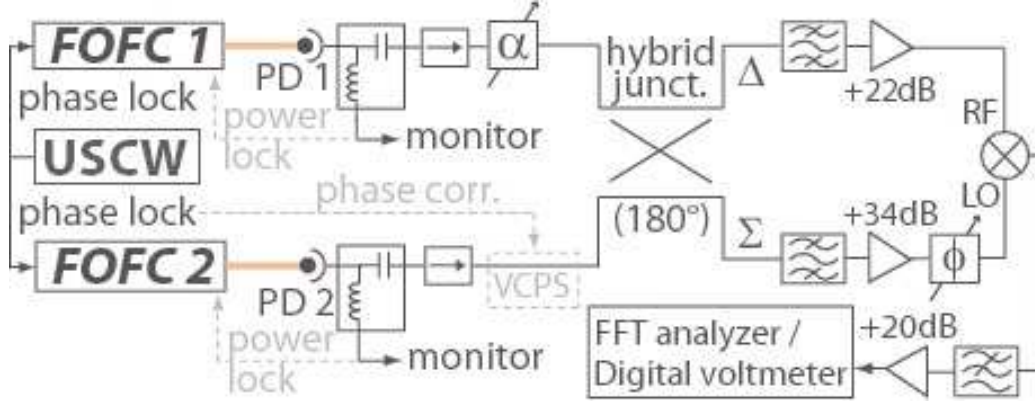 FOFC 1
PD 1
α
hybrid
junct.
Δ
+22dB
phase lock
power
lock
monitor
RF
USCW
phase corr.
phase lock
(180°)
Σ
+34dB
LO
FOFC 2
PD 2
VCPS
ϕ
power
lock
monitor
FFT analyzer /
Digital voltmeter
+20dB